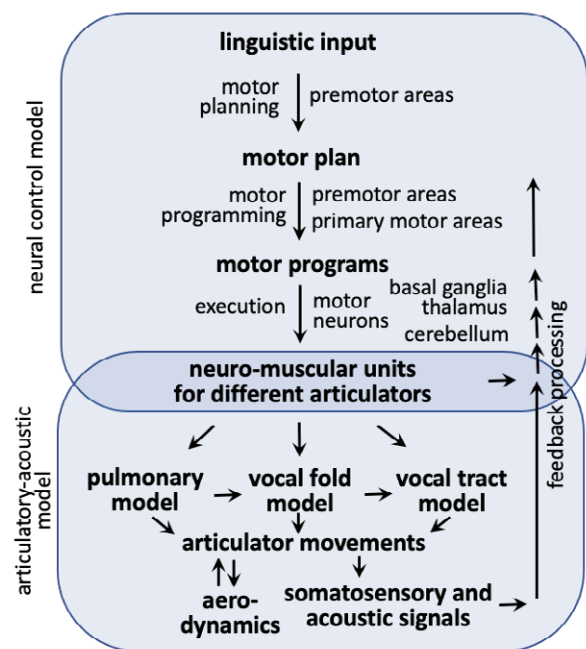 linguistic input
motor
planning
premotor areas
motor plan
motor
programming
premotor areas
primary motor areas
motor programs
execution
motor
neurons
basal ganglia
thalamus
cerebellum
neuro-muscular units
for different articulators
pulmonary
model
vocal fold
model
vocal tract
model
articulator movements
aero-
dynamics
somatosensory and
acoustic signals
neural control model
articulatory-acoustic
model
feedback processing